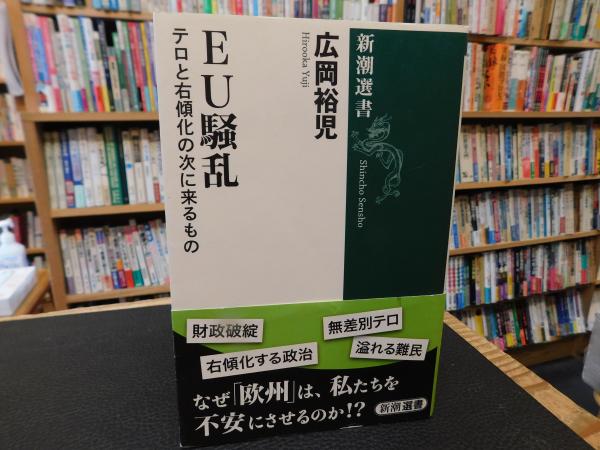 新潮選書
Shincho Sensho
広岡裕児
Hirooka Yuji
EU騒乱
テロと右傾化の次に来るもの
財政破綻
無差別テロ
右傾化する政治
溢れる難民
なぜ「欧州」は、私たちを
不安にさせるのか!?
新潮選書